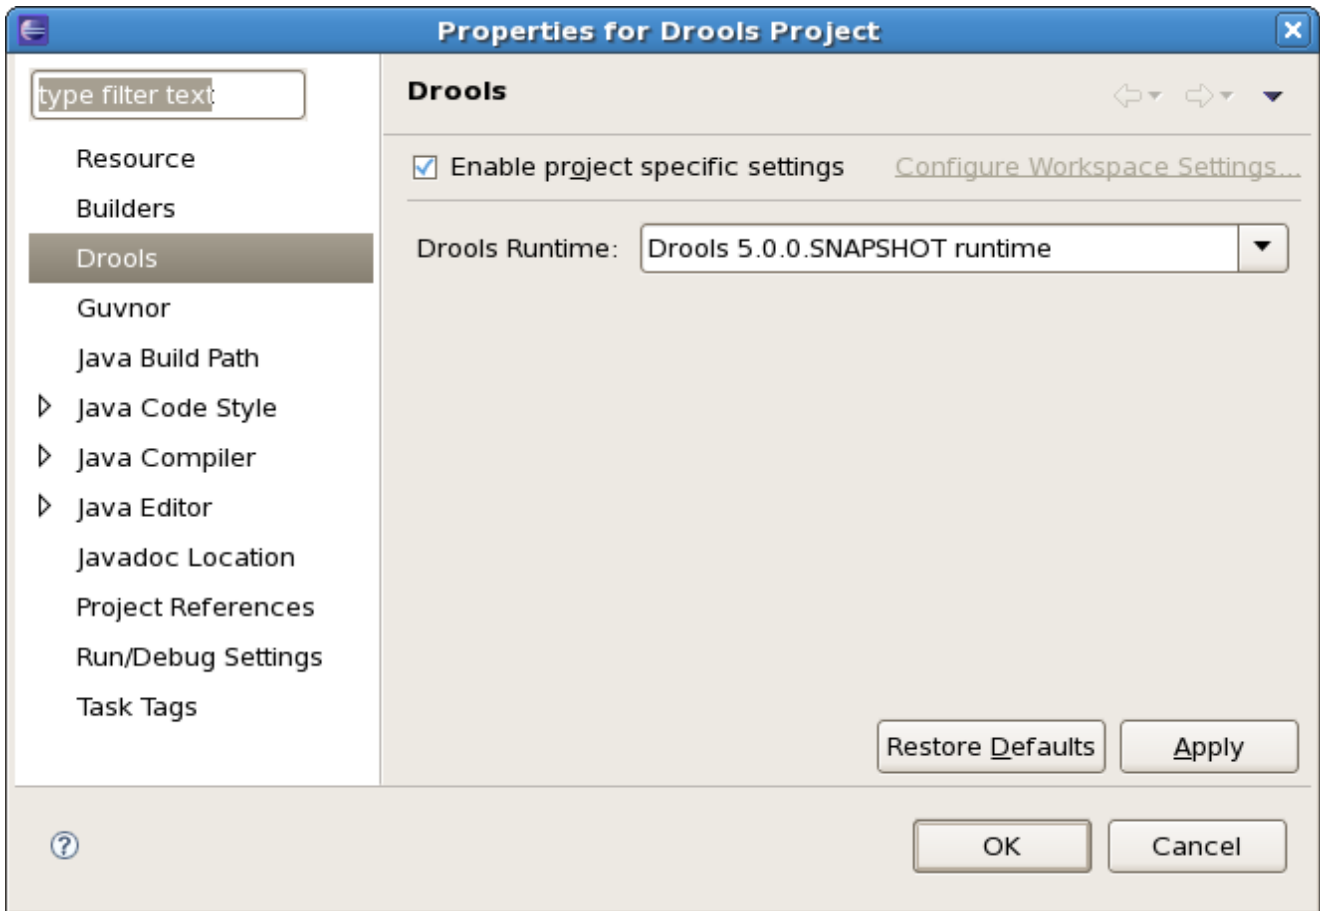 Properties for Drools Project
type filter text
Resource
Builders
Drools
Guvnor
Java Build Path
Java Code Style
Java Compiler
Java Editor
Javadoc Location
Project References
Run/Debug Settings
Task Tags
Drools
Enable project specific settings
Configure Workspace Settings...
Drools Runtime:
Drools 5.0.0.SNAPSHOT runtime
Restore Defaults
Apply
OK
Cancel